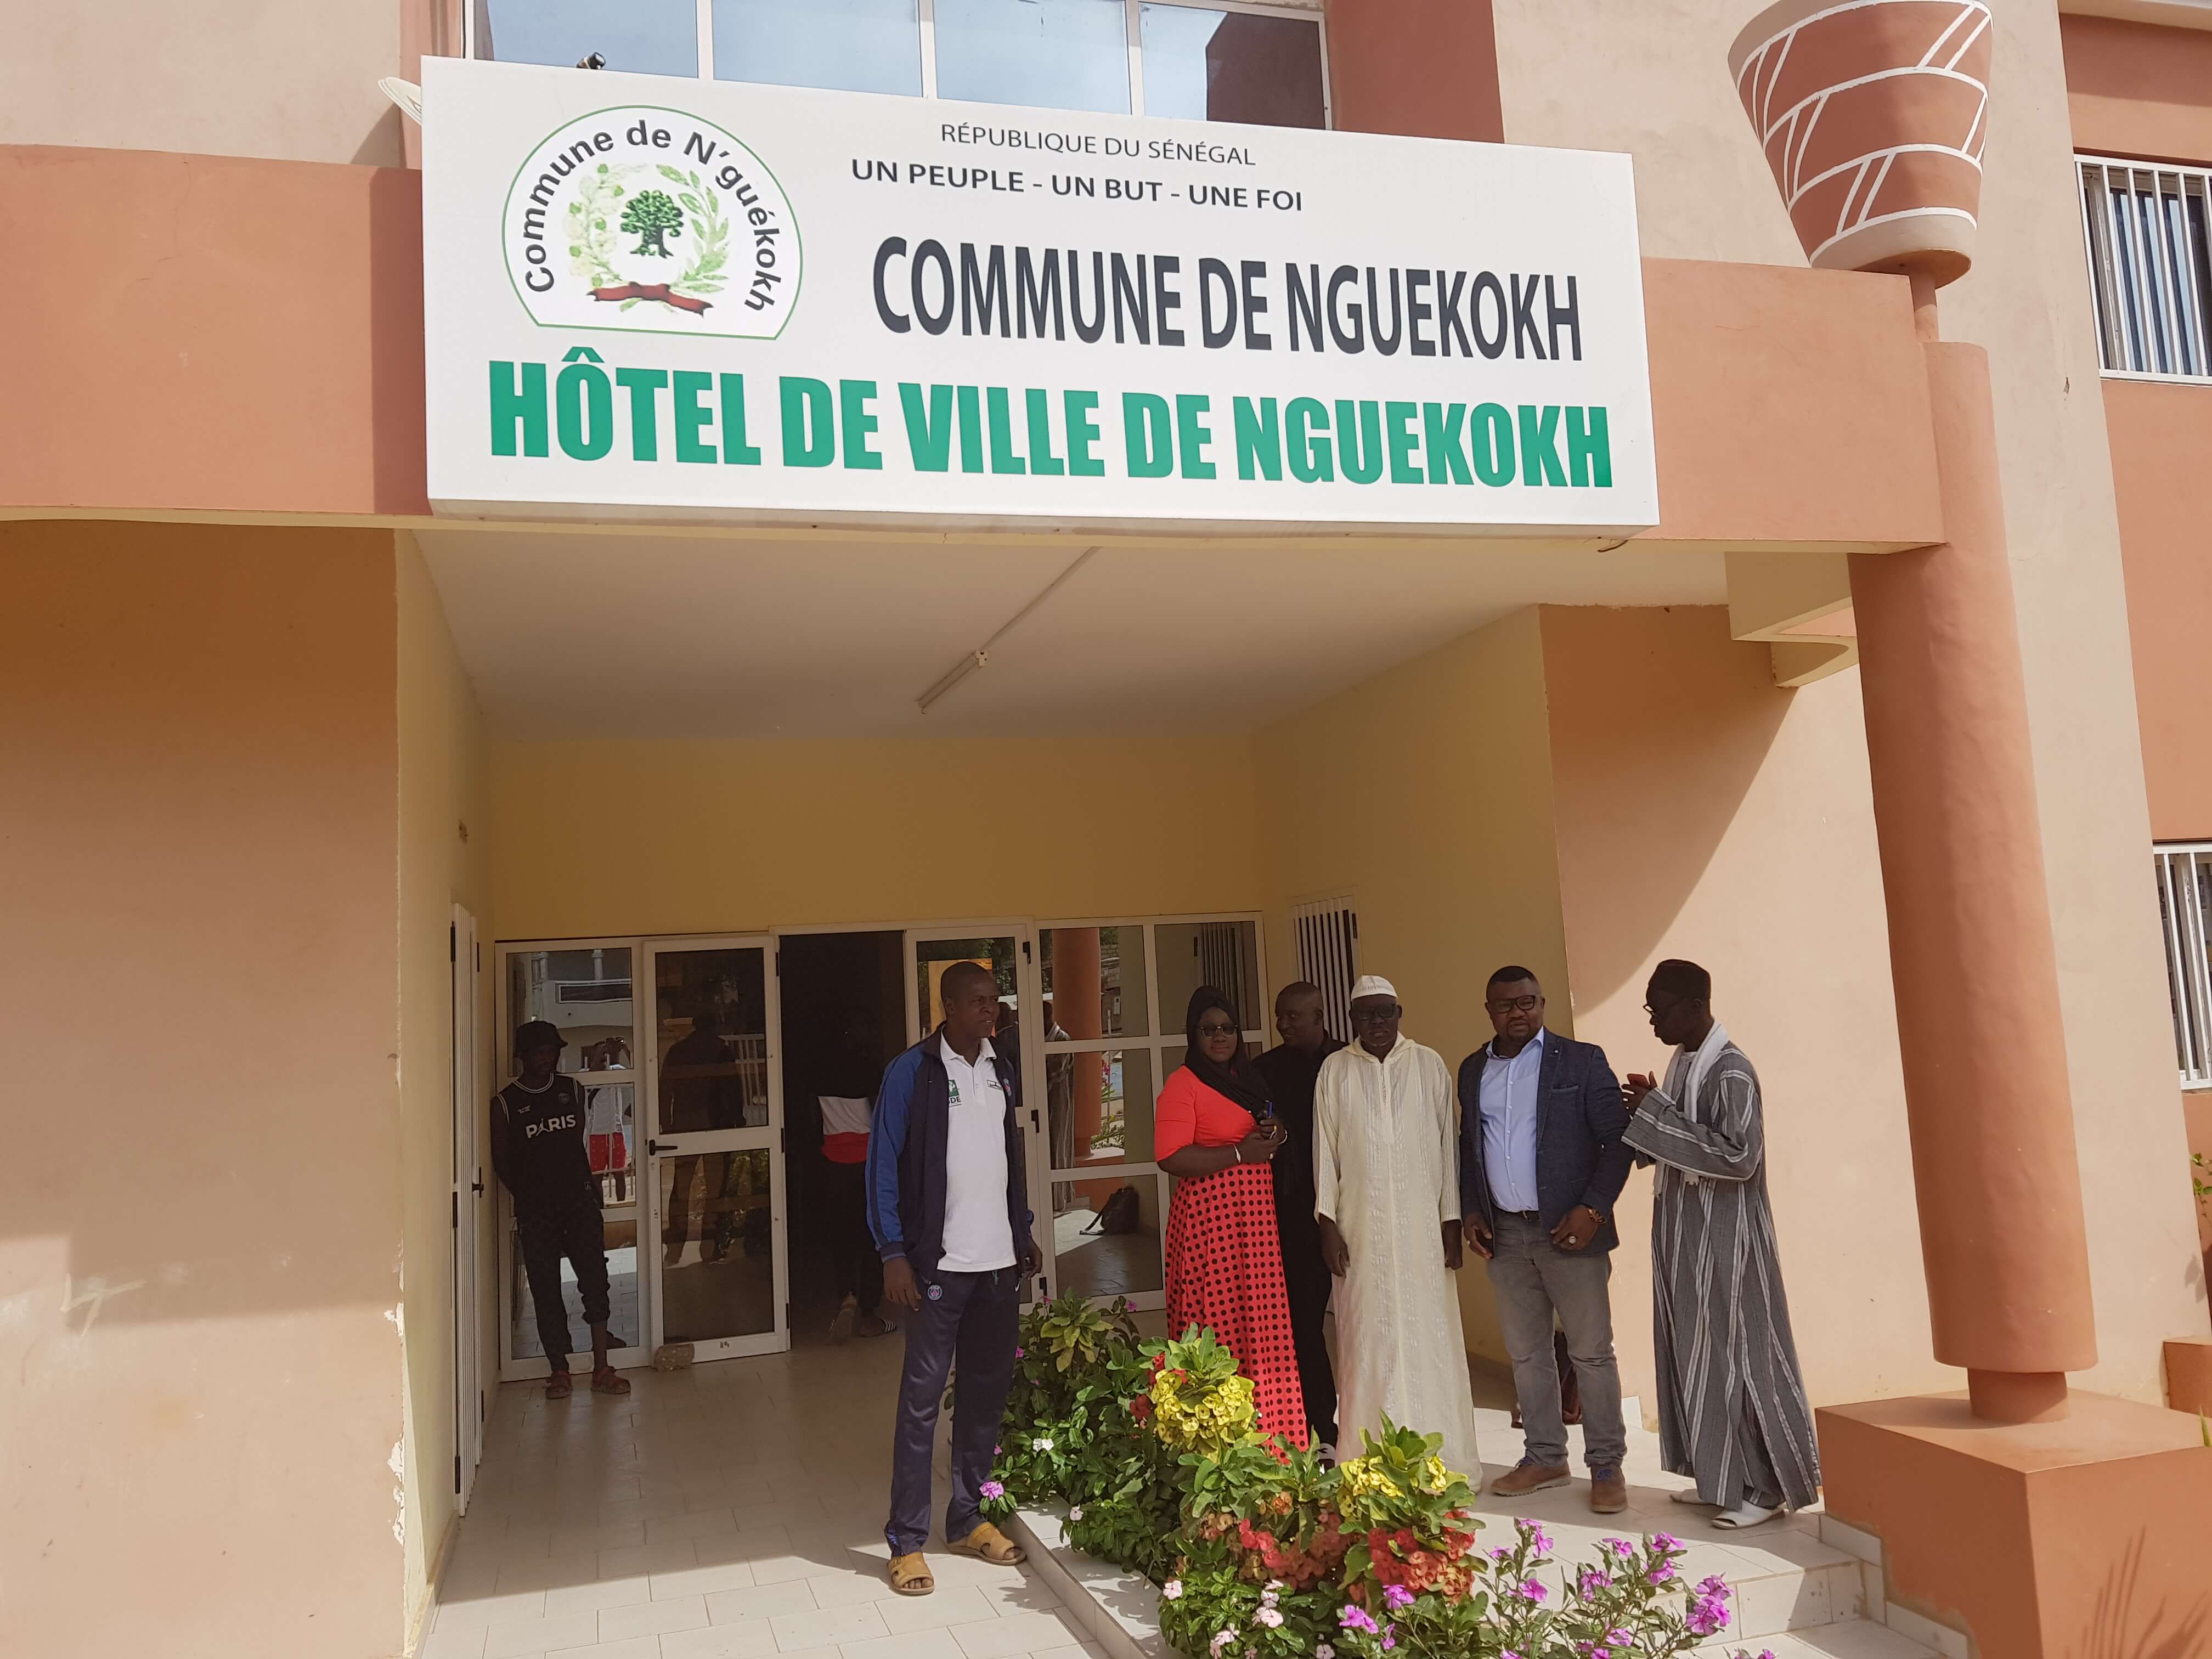 Commune de N'guékokh
RÉPUBLIQUE DU SÉNÉGAL
UN PEUPLE - UN BUT - UNE FOI
COMMUNE DE NGUEKOKH
HÔTEL DE VILLE DE NGUEKOKH
PARIS